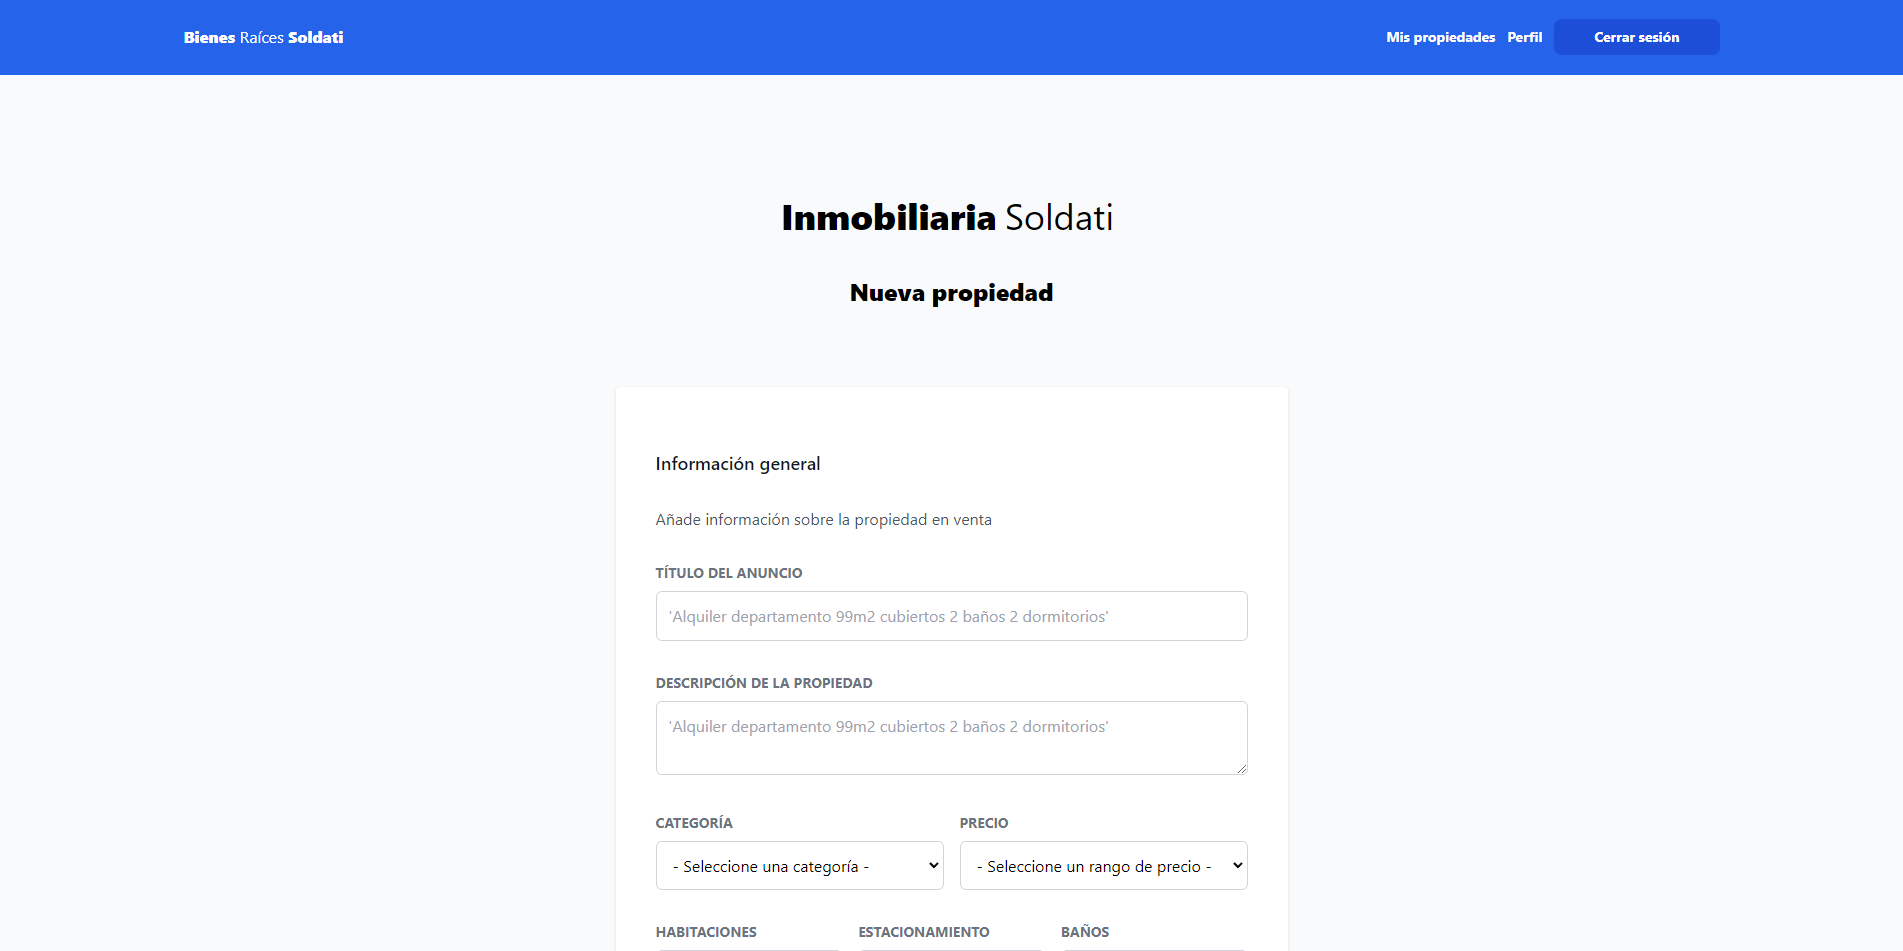 Bienes Raíces Soldati
Mis propiedades Perfil Cerrar sesión
Inmobiliaria Soldati
Nueva propiedad
Información general
Añade información sobre la propiedad en venta
TÍTULO DEL ANUNCIO
'Alquiler departamento 99m2 cubiertos 2 baños 2 dormitorios'
DESCRIPCIÓN DE LA PROPIEDAD
'Alquiler departamento 99m2 cubiertos 2 baños 2 dormitorios'
CATEGORÍA PRECIO
- Seleccione una categoría - - Seleccione un rango de precio -
HABITACIONES ESTACIONAMIENTO BAÑOS